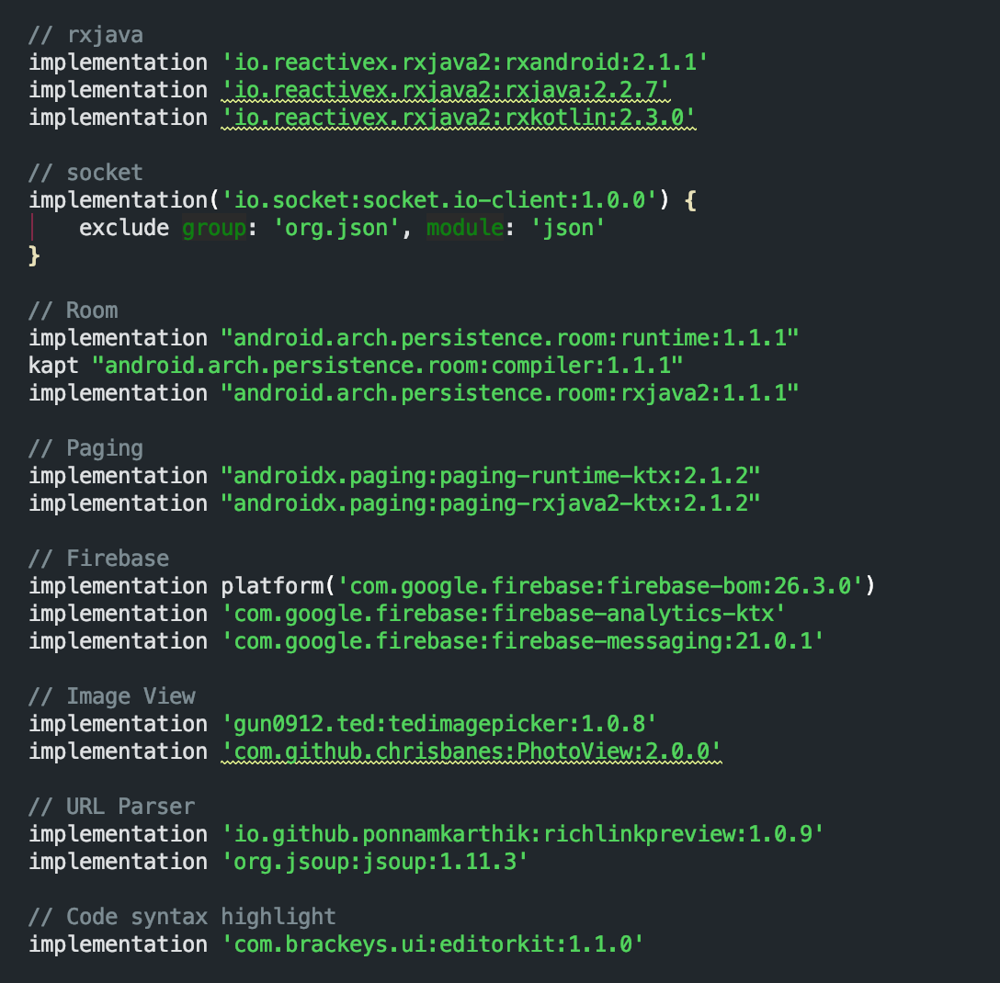 // rxjava
implementation 'io.reactivex.rxjava2:rxandroid:2.1.1'
implementation 'io.reactivex.rxjava2:rxjava:2.2.7'
implementation 'io.reactivex.rxjava2:rxkotlin:2.3.0'
// socket
implementation('io.socket:socket.io-client:1.0.0') {
exclude group: 'org.json', module: 'json'
}
// Room
implementation "android.arch.persistence.room:runtime:1.1.1"
kapt "android.arch.persistence.room:compiler:1.1.1"
implementation "android.arch.persistence.room:rxjava2:1.1.1"
// Paging
implementation "androidx.paging:paging-runtime-ktx:2.1.2"
implementation "androidx.paging:paging-rxjava2-ktx:2.1.2"
// Firebase
implementation platform('com.google.firebase:firebase-bom:26.3.0')
implementation 'com.google.firebase:firebase-analytics-ktx'
implementation 'com.google.firebase:firebase-messaging:21.0.1'
// Image View
implementation 'gun0912.ted:tedimagepicker:1.0.8'
implementation 'com.github.chrisbanes:PhotoView:2.0.0'
// URL Parser
implementation 'io.github.ponnamkarthik:richlinkpreview:1.0.9'
implementation 'org.jsoup:jsoup:1.11.3'
// Code syntax highlight
implementation 'com.brackeys.ui:editorkit:1.1.0'